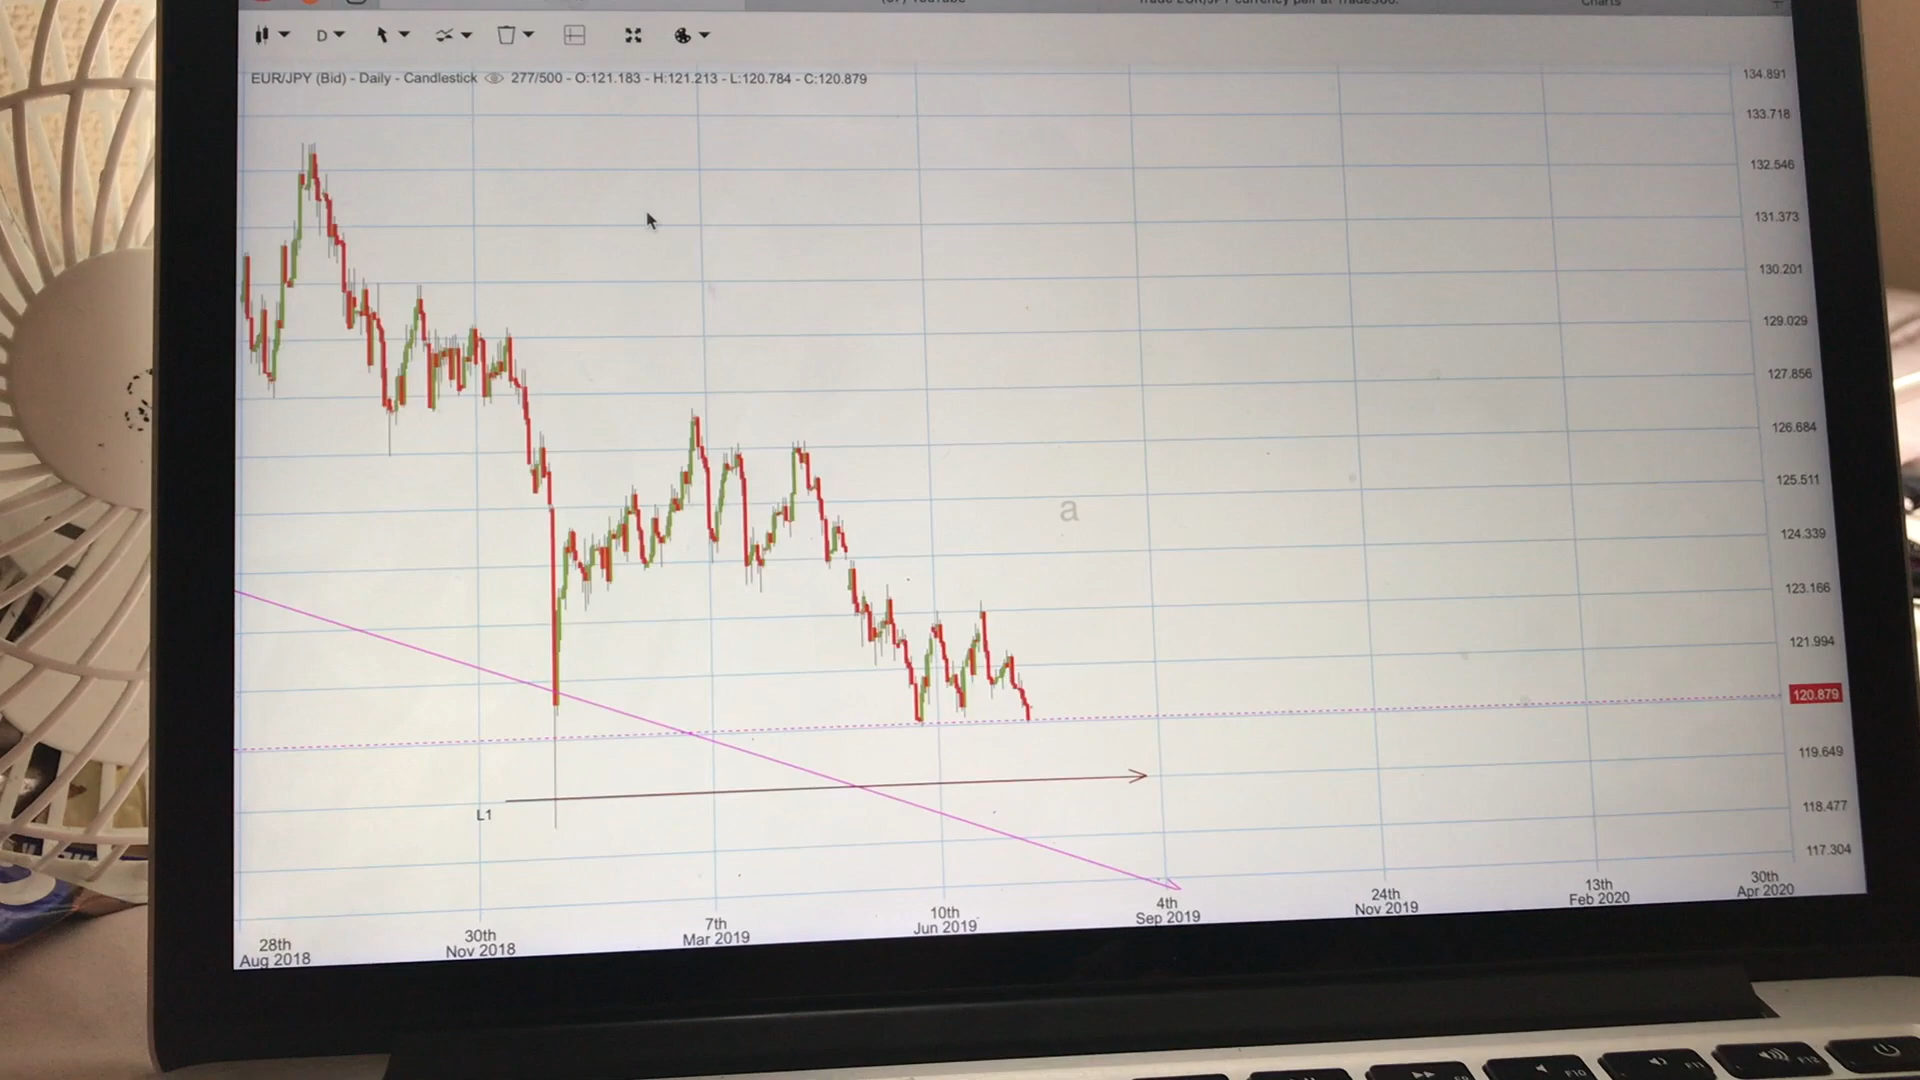 D
EUR/JPY (Bid) - Daily - Candlestick 277/500 - O:121.183 - H:121.213 - L:120.784 - C:120.879
134.891
133.718
132.546
131.373
130.201
129.029
127.856
126.684
125.511
a
124.339
123.166
121.994
120.879
119.649
118.477
L1
117.304
28th
Aug 2018
30th
Nov 2018
7th
Mar 2019
10th
Jun 2019
4th
Sep 2019
24th
Nov 2019
13th
Feb 2020
30th
Apr 2020
F10
F11
F12